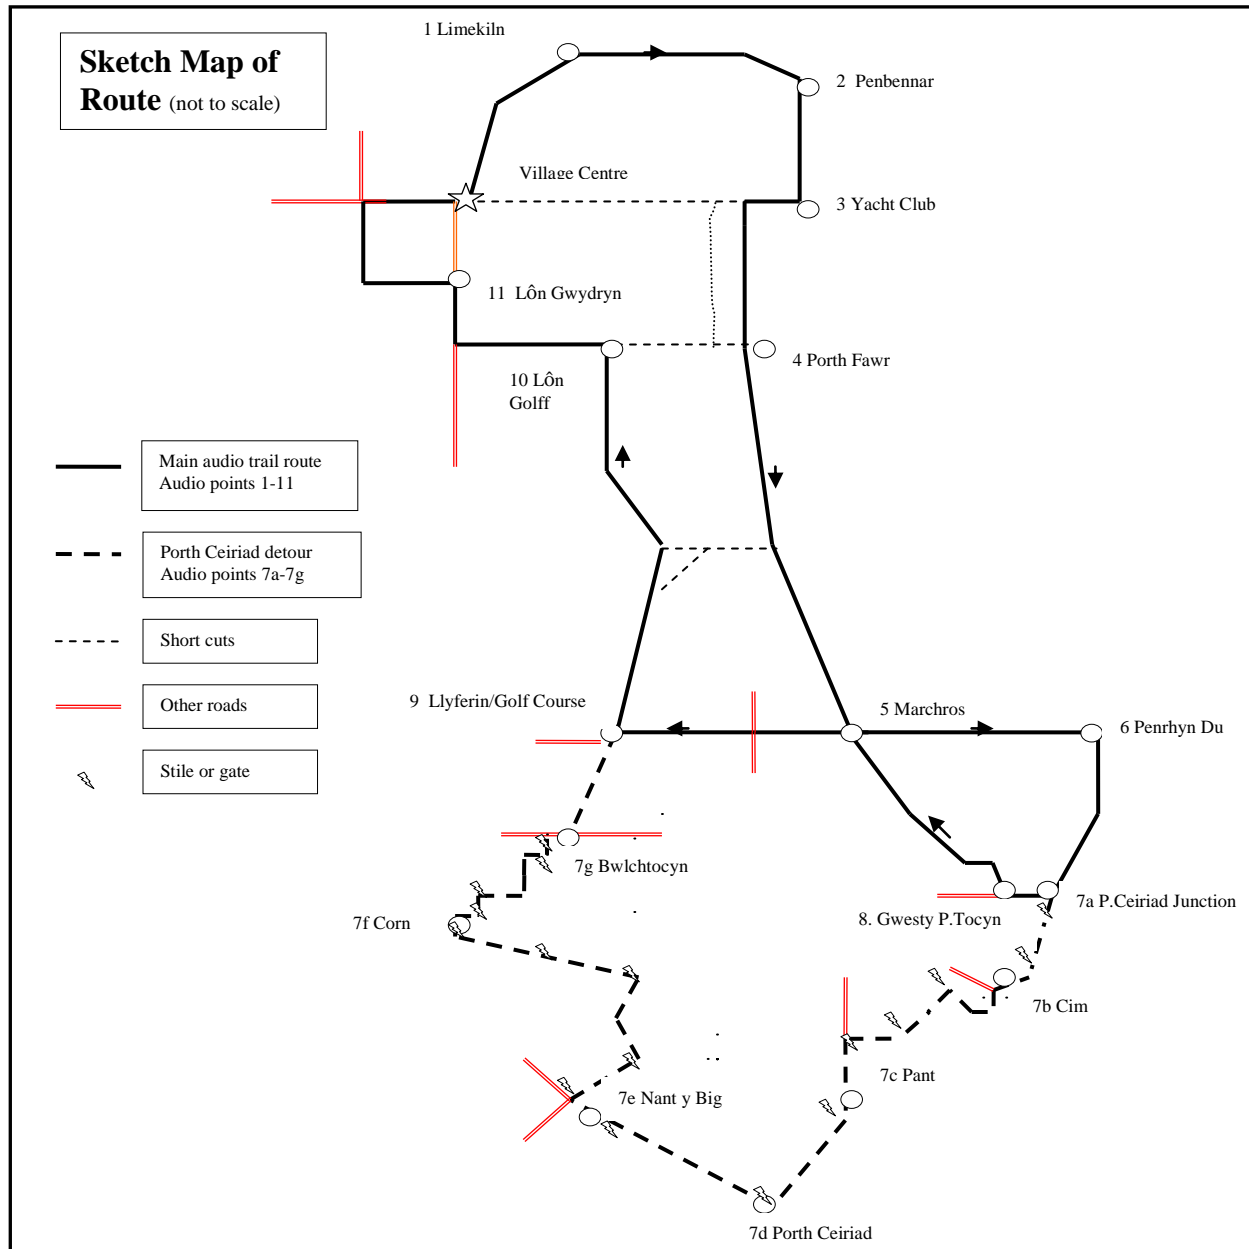 Sketch Map of
Route (not to scale)
1 Limekiln
2 Penbennar
Village Centre
3 Yacht Club
11 Lôn Gwydryn
4 Porth Fawr
10 Lôn
Golff
Main audio trail route
Audio points 1-11
Porth Ceiriad detour
Audio points 7a-7g
Short cuts
Other roads
Stile or gate
9 Llyferin/Golf Course
5 Marchros
6 Penrhyn Du
7g Bwlchtocyn
7a P.Ceiriad Junction
8. Gwesty P.Tocyn
7f Corn
7b Cim
7c Pant
7e Nant y Big
7d Porth Ceiriad